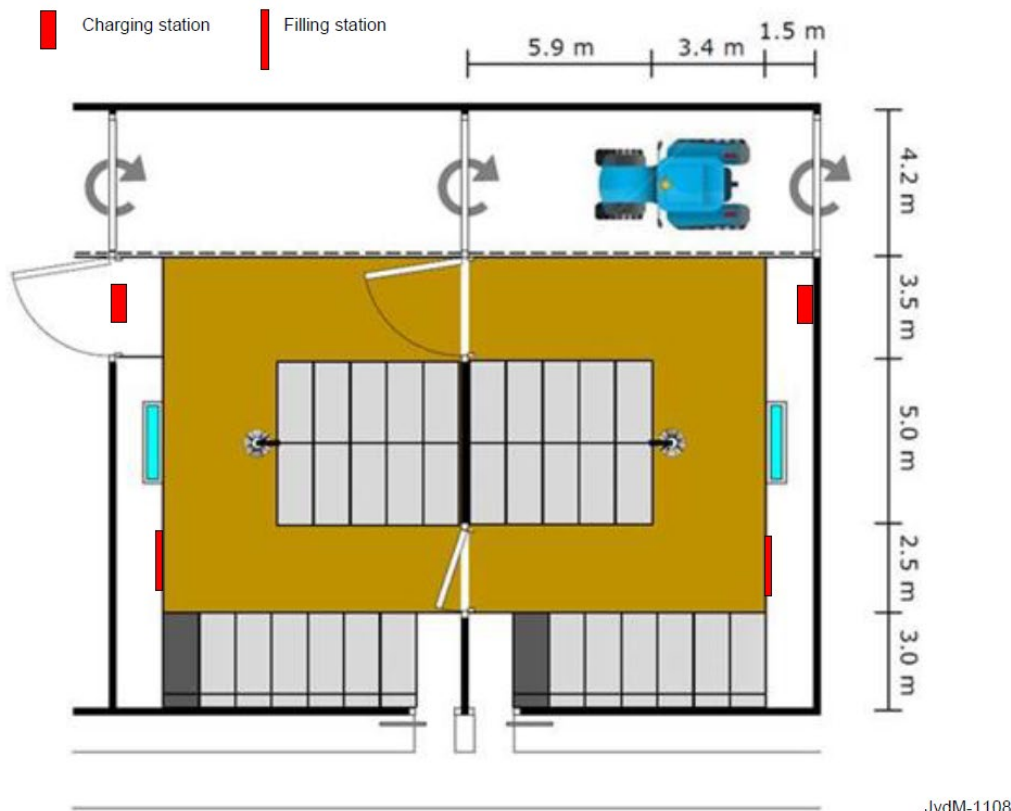 Charging station
Filling station
5.9 m
3.4 m
1.5 m
4.2 m
3.5 m
5.0 m
2.5 m
3.0 m
JvdM-1108